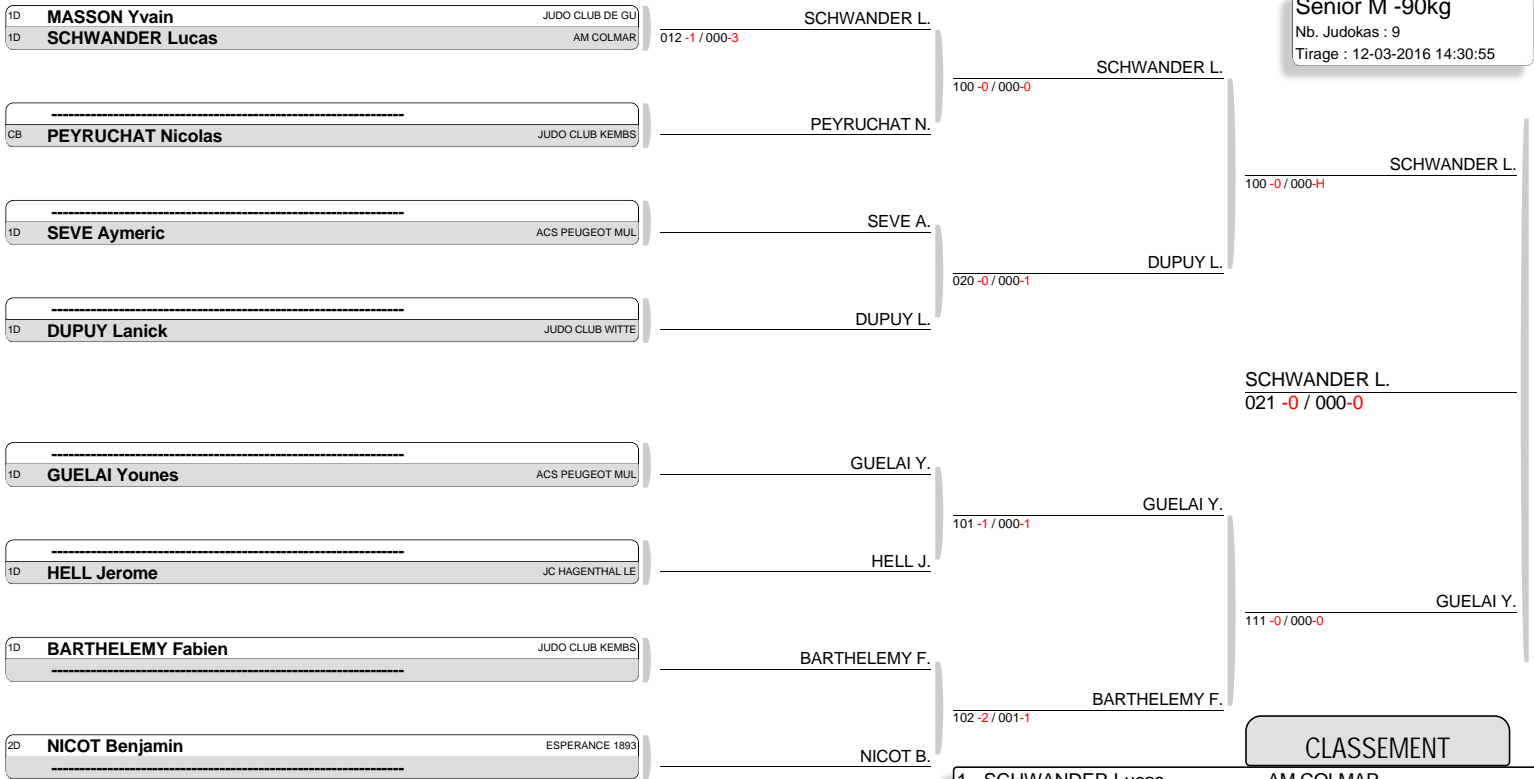 Senior M -90kg
Nb. Judokas : 9
Tirage : 12-03-2016 14:30:55
1D MASSON Yvain JUDO CLUB DE GU
1D SCHWANDER Lucas AM COLMAR
SCHWANDER L.
012 -1 / 000-3
------------------------------------------------------------------
CB PEYRUCHAT Nicolas JUDO CLUB KEMBS
PEYRUCHAT N.
SCHWANDER L.
100 -0 / 000-0
------------------------------------------------------------------
1D SEVE Aymeric ACS PEUGEOT MUL
SEVE A.
------------------------------------------------------------------
1D DUPUY Lanick JUDO CLUB WITTE
DUPUY L.
DUPUY L.
020 -0 / 000-1
SCHWANDER L.
100 -0 / 000-H
SCHWANDER L.
021 -0 / 000-0
------------------------------------------------------------------
1D GUELAI Younes ACS PEUGEOT MUL
GUELAI Y.
------------------------------------------------------------------
1D HELL Jerome JC HAGENTHAL LE
HELL J.
GUELAI Y.
101 -1 / 000-1
1D BARTHELEMY Fabien JUDO CLUB KEMBS
------------------------------------------------------------------
BARTHELEMY F.
2D NICOT Benjamin ESPERANCE 1893
------------------------------------------------------------------
NICOT B.
BARTHELEMY F.
102 -2 / 001-1
GUELAI Y.
111 -0 / 000-0
CLASSEMENT
1 SCHWANDER Lucas AM COLMAR